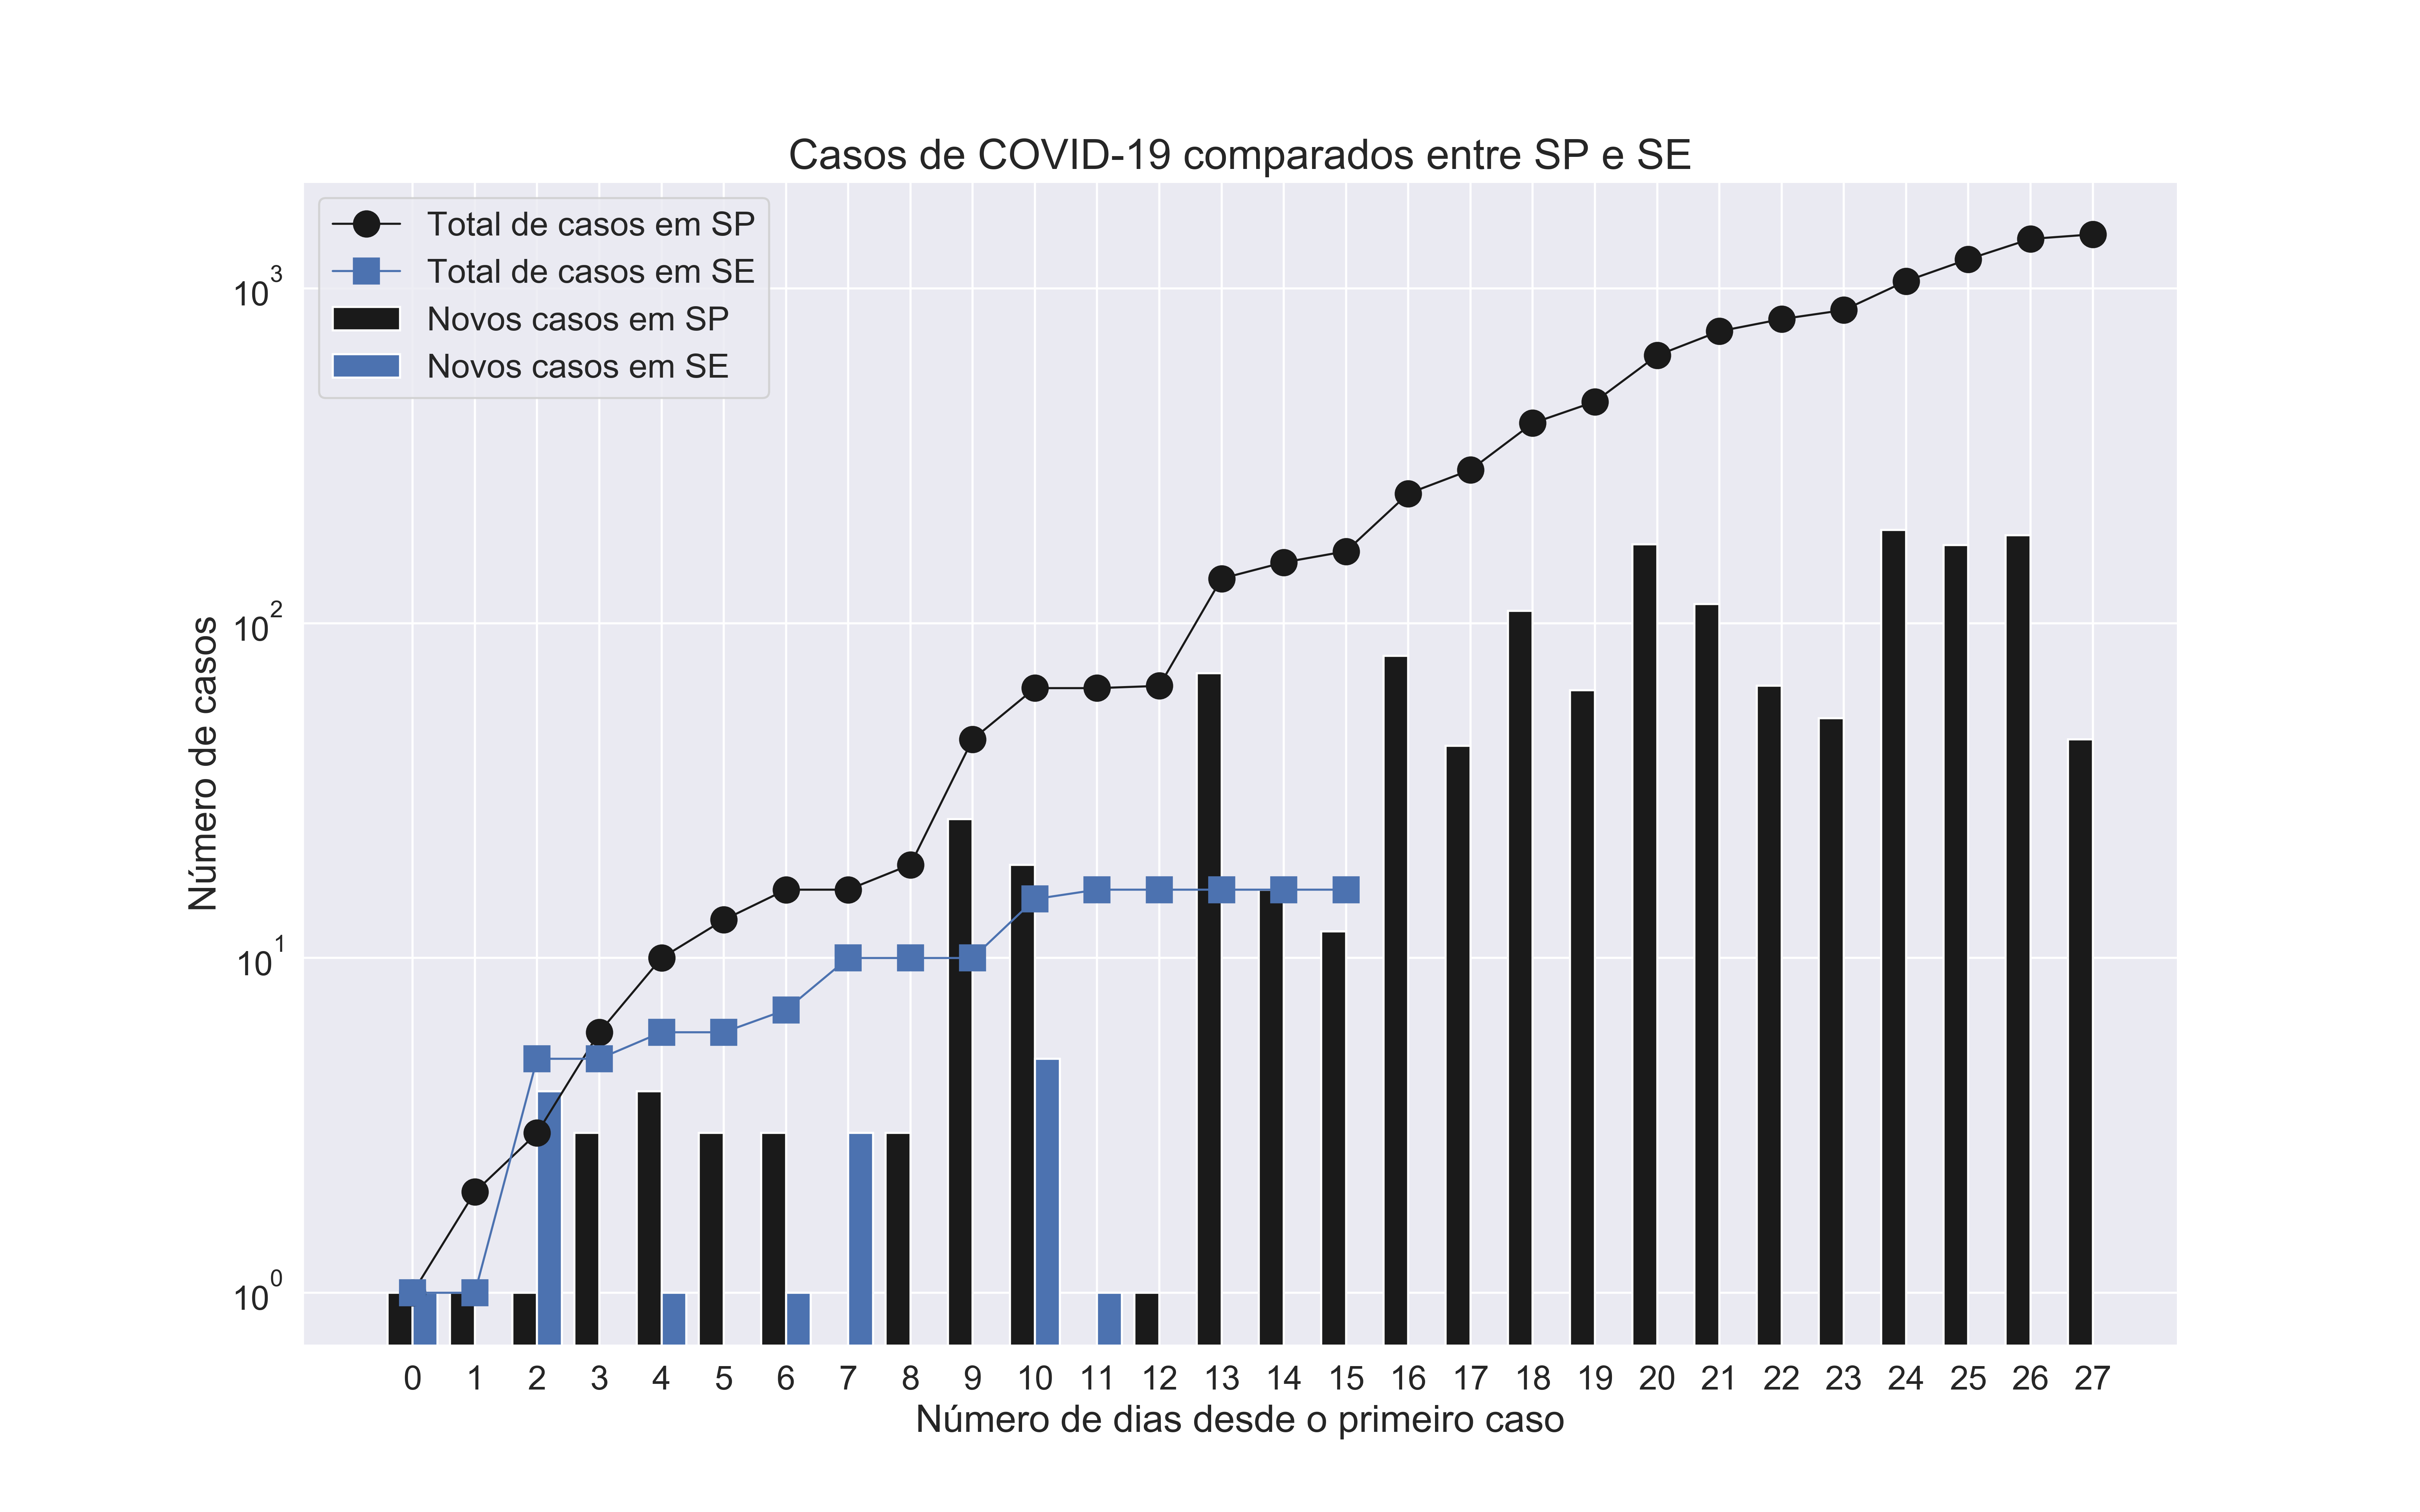 Casos de COVID-19 comparados entre SP e SE
Total de casos em SP
Total de casos em SE
Novos casos em SP
Novos casos em SE
10³
10²
10¹
10⁰
Número de casos
0 1 2 3 4 5 6 7 8 9 10 11 12 13 14 15 16 17 18 19 20 21 22 23 24 25 26 27
Número de dias desde o primeiro caso